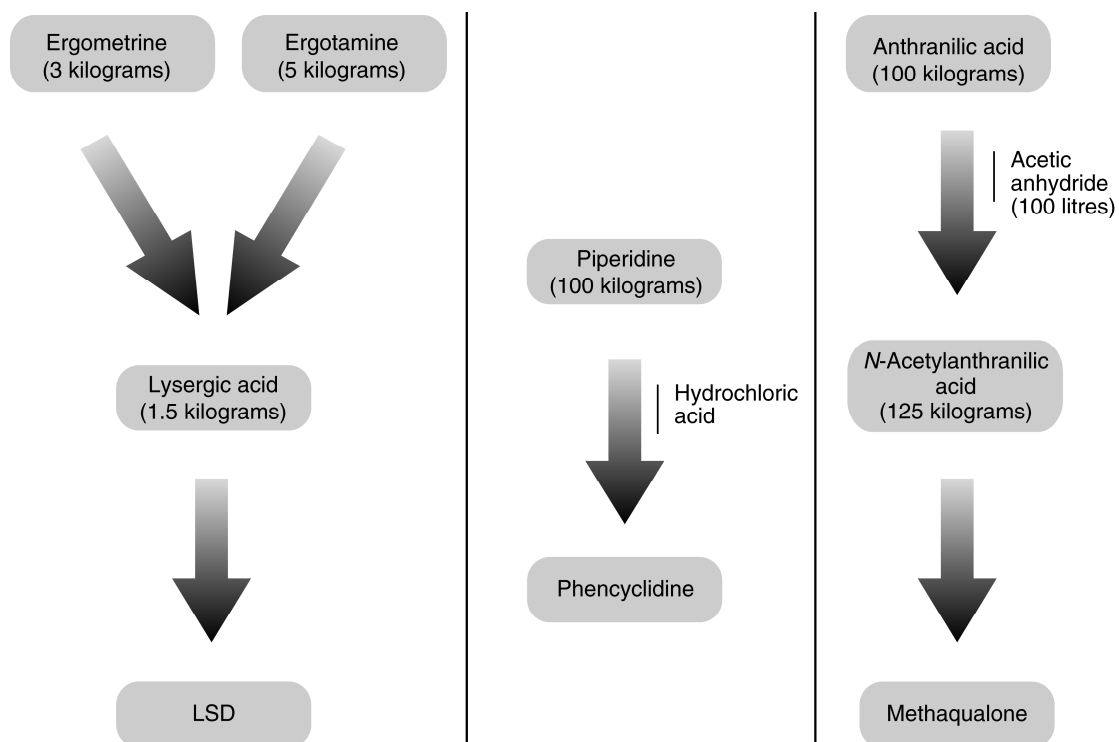 Ergometrine
(3 kilograms)
Ergotamine
(5 kilograms)
Lysergic acid
(1.5 kilograms)
LSD
Piperidine
(100 kilograms)
Hydrochloric
acid
Phencyclidine
Anthranilic acid
(100 kilograms)
Acetic
anhydride
(100 litres)
N-Acetylanthranilic
acid
(125 kilograms)
Methaqualone